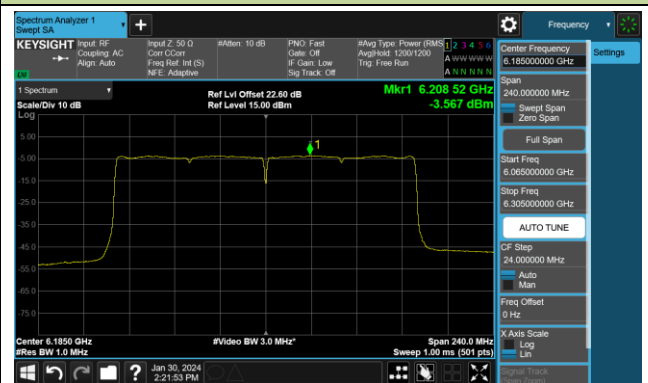 Spectrum Analyzer 1
Swept SA
Frequency
KEYSIGHT
Input: RF
Coupling: AC
Align: Auto
Input Z: 50 Ω
Corr CCorr
Freq Ref: Int (S)
NFE: Adaptive
#Atten: 10 dB
PNO: Fast
Gate: Off
IF Gain: Low
Sig Track: Off
#Avg Type: Power (RMS)
Avg|Hold: 1200/1200
Trig: Free Run
1 2 3 4 5 6
A W W W W W
A N N N N N
LXI
1 Spectrum
Scale/Div 10 dB
Ref Lvl Offset 22.60 dB
Ref Level 15.00 dBm
Mkr1 6.208 52 GHz
-3.567 dBm
Log
5.00
-5.00
-15.0
-25.0
-35.0
-45.0
-55.0
-65.0
-75.0
1
Center 6.1850 GHz
#Res BW 1.0 MHz
#Video BW 3.0 MHz*
Span 240.0 MHz
Sweep 1.00 ms (501 pts)
Jan 30, 2024
2:21:53 PM
Center Frequency
6.185000000 GHz
Settings
Span
240.000000 MHz
Swept Span
Zero Span
Full Span
Start Freq
6.065000000 GHz
Stop Freq
6.305000000 GHz
AUTO TUNE
CF Step
24.000000 MHz
Auto
Man
Freq Offset
0 Hz
X Axis Scale
Log
Lin
Signal Track
(Span Zoom)